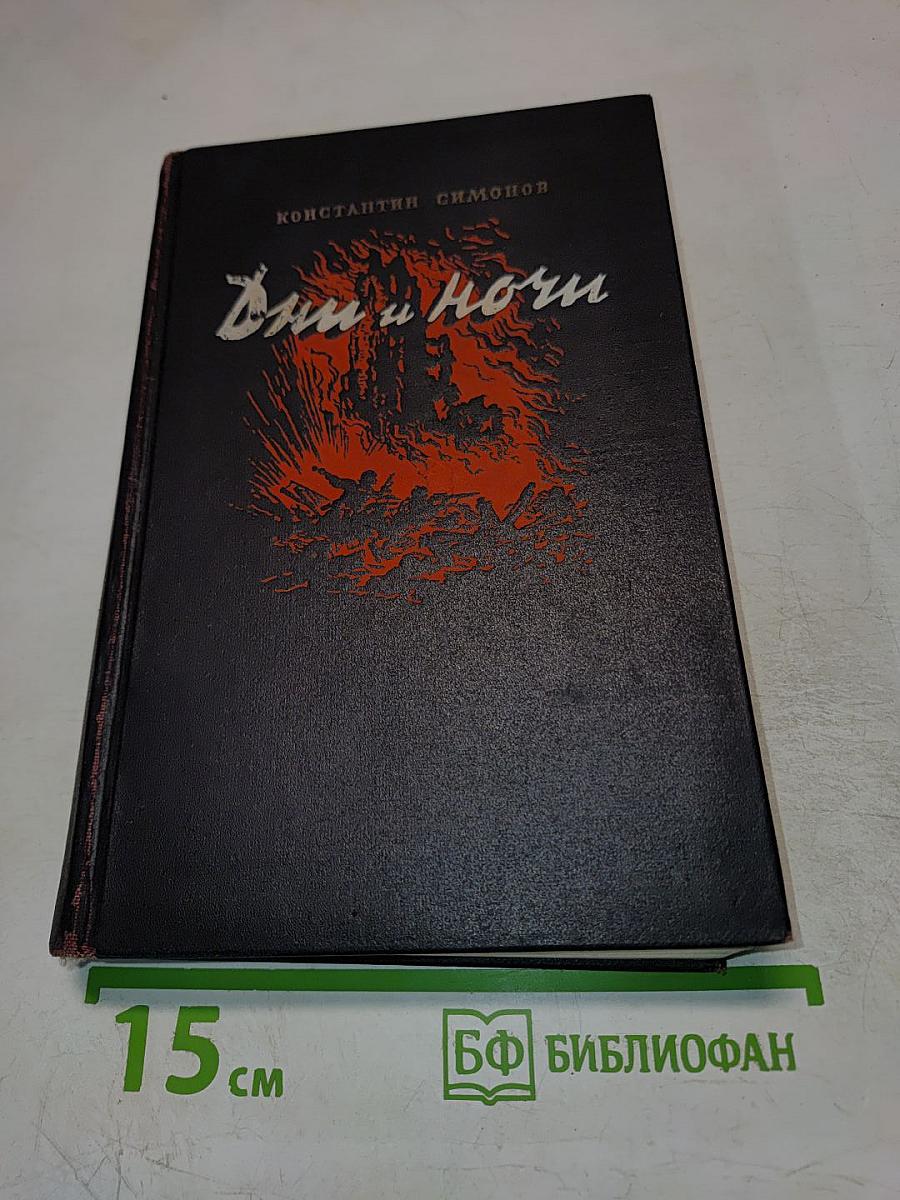 КОНСТАНТИН СИМОНОВ
Дни и ночи
15 см
БФ БИБЛИОФАН